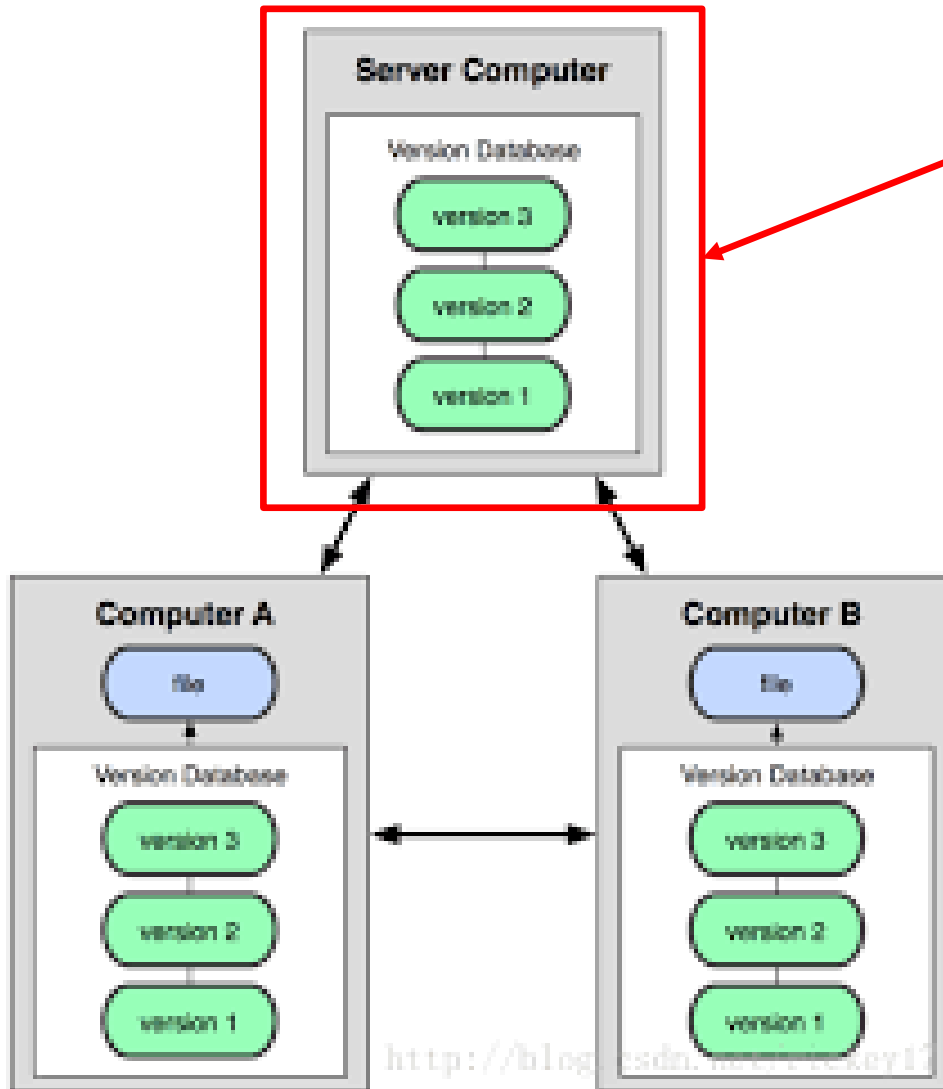 Server Computer
Version Database
version 3
version 2
version 1
Computer A
file
Version Database
version 3
version 2
version 1
Computer B
file
Version Database
version 3
version 2
version 1